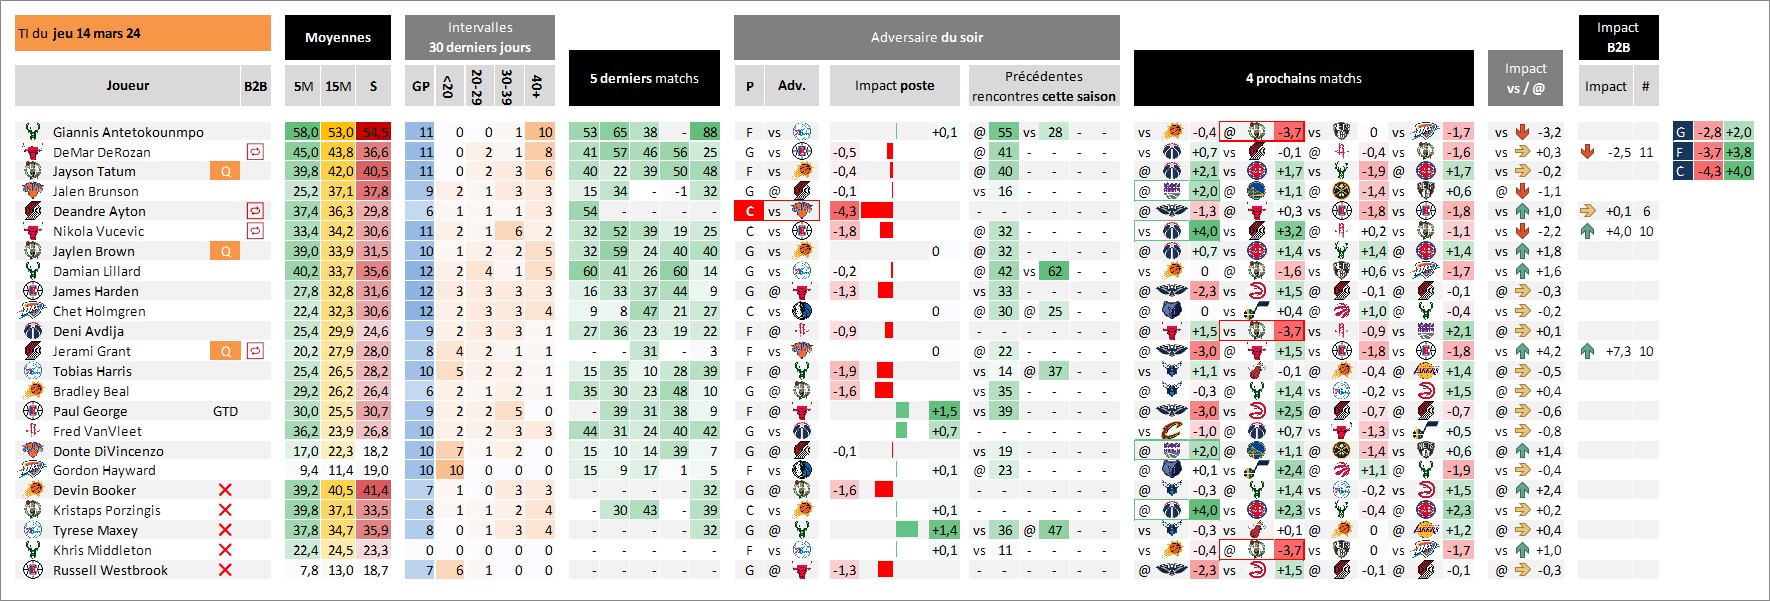 TI du jeu 14 mars 24
Moyennes
Intervalles
30 derniers jours
5 derniers matchs
Adversaire du soir
4 prochains matchs
Impact
vs / @
Impact
B2B
Joueur B2B 5M 15M S GP <20 20-29 30-39 40+ P Adv. Impact poste Précédentes
rencontres cette saison
Impact #
Giannis Antetokounmpo 58,0 53,0 54,5 11 0 0 1 10 53 65 38 - 88 F vs +0,1 @ 55 vs 28 - - vs -0,4 @ -3,7 vs 0 vs -1,7 vs -3,2
DeMar DeRozan 45,0 43,8 36,6 11 0 2 1 8 41 57 46 56 25 G vs -0,5 @ 41 - - - vs +0,7 vs -0,1 @ -0,4 vs -1,6 vs +0,3 -2,5 11
Jayson Tatum Q 39,8 42,0 40,5 11 0 2 3 6 40 22 39 50 48 F vs -0,4 @ 32 - - - @ +2,1 vs +1,7 vs -1,9 @ +1,7 vs -0,2
Jalen Brunson 25,2 37,1 37,8 9 2 1 3 3 15 34 - -1 32 G @ -0,1 vs 16 - - - @ +2,0 @ +1,1 @ -1,4 vs +0,6 @ -1,1
Deandre Ayton 37,4 36,3 29,8 6 1 1 1 3 54 - - - - C vs -4,3 - - - - @ -1,3 @ +0,3 vs -1,8 vs -1,8 vs +1,0 +0,1 6
Nikola Vucevic 33,4 34,2 30,6 11 2 1 6 2 32 52 39 19 25 C vs -1,8 @ 32 - - - vs +4,0 vs +3,2 @ +0,2 vs -1,1 vs -2,2 +4,0 10
Jaylen Brown Q 39,0 33,9 31,5 10 1 2 2 5 32 59 24 40 40 G vs 0 @ 32 - - - @ +0,7 vs +1,4 vs +1,4 @ +1,4 vs +1,8
Damian Lillard 40,2 33,7 35,6 12 2 4 1 5 60 41 26 60 14 G vs -0,2 @ 42 vs 62 - - vs 0 @ -1,6 vs +0,6 vs -1,7 vs +1,6
James Harden 27,8 32,8 31,6 12 3 3 3 3 16 33 37 44 9 G @ -1,3 vs 33 - - - @ -2,3 vs +1,5 @ -0,1 @ -0,1 @ -0,3
Chet Holmgren 22,4 32,3 30,6 12 2 3 3 4 9 8 47 21 27 C vs 0 @ 30 @ 25 - - @ 0 vs +0,4 @ +1,0 @ -0,4 vs -0,2
Deni Avdija 25,4 29,9 24,6 9 2 3 3 1 27 36 23 19 22 F @ -0,9 - - - - @ +1,5 vs -3,7 @ -0,9 vs +2,1 @ +0,1
Jerami Grant Q 20,2 27,9 28,0 8 4 2 1 1 - - 31 - 3 F vs 0 @ 22 - - - @ -3,0 @ +1,5 vs -1,8 vs -1,8 vs +4,2 +7,3 10
Tobias Harris 25,4 26,5 28,2 10 5 2 2 1 15 35 10 28 39 F @ -1,9 vs 14 @ 37 - - vs +1,1 vs -0,1 @ -0,4 @ +1,4 @ -0,5
Bradley Beal 29,2 26,2 26,4 6 2 1 2 1 35 30 23 48 10 G @ -1,6 vs 35 - - - @ -0,3 @ +1,4 vs -0,2 vs +1,5 @ +0,4
Paul George GTD 30,0 25,5 30,7 9 2 2 5 0 - 39 31 38 9 F @ +1,5 vs 39 - - - @ -3,0 vs +2,5 @ -0,7 @ -0,7 @ -0,6
Fred VanVleet 36,2 23,9 26,8 10 2 2 3 3 44 31 24 40 42 G vs +0,7 - - - - vs -1,0 @ +0,7 vs -1,3 vs +0,5 vs -0,8
Donte DiVincenzo 17,0 22,3 18,2 10 7 1 2 0 15 10 14 39 7 G @ -0,1 vs 19 - - - @ +2,0 @ +1,1 @ -1,4 vs +0,6 @ +1,4
Gordon Hayward 9,4 11,4 19,0 10 10 0 0 0 15 9 17 1 5 F vs +0,1 @ 23 - - - @ +0,1 vs +2,4 @ +1,1 @ -1,9 vs -0,4
Devin Booker 39,2 40,5 41,4 7 1 0 3 3 - - - - 32 G @ -1,6 - - - - @ -0,3 @ +1,4 vs -0,2 vs +1,5 @ +2,4
Kristaps Porzingis 39,8 37,1 33,5 8 1 1 2 4 - 30 43 - 39 C vs +0,1 - - - - @ +4,0 vs +2,3 vs -0,4 @ +2,3 vs +0,2
Tyrese Maxey 37,8 34,7 35,9 8 0 1 3 4 - - - - 32 G @ +1,4 vs 36 @ 47 - - vs -0,3 vs +0,1 @ 0 @ +1,2 @ +0,4
Khris Middleton 22,4 24,5 23,3 0 0 0 0 0 - - - - - F vs +0,1 vs 11 - - - vs -0,4 @ -3,7 vs 0 vs -1,7 vs +1,0
Russell Westbrook 7,8 13,0 18,7 7 6 1 0 0 - - - - - G @ -1,3 - - - - @ -2,3 vs +1,5 @ -0,1 @ -0,1 @ -0,3
G -2,8 +2,0
F -3,7 +3,8
C -4,3 +4,0